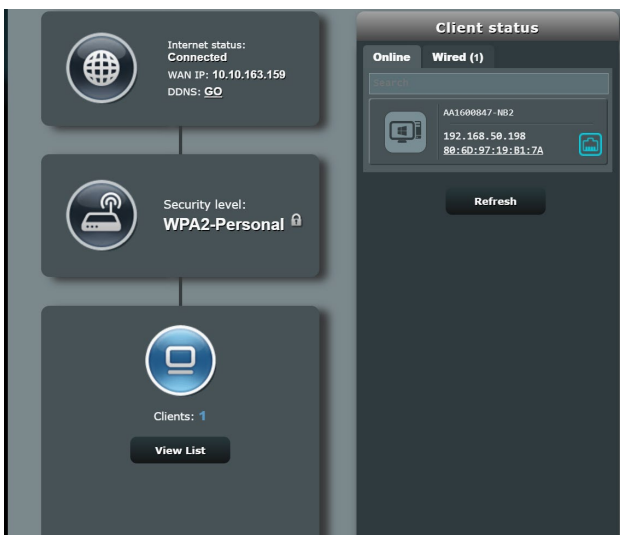 Internet status:
Connected
WAN IP: 10.10.163.159
DDNS: GO
Security level:
WPA2-Personal
Clients: 1
View List
Client status
Online
Wired (1)
Search
AA1600847-NB2
192.168.50.198
80:6D:97:19:B1:7A
Refresh